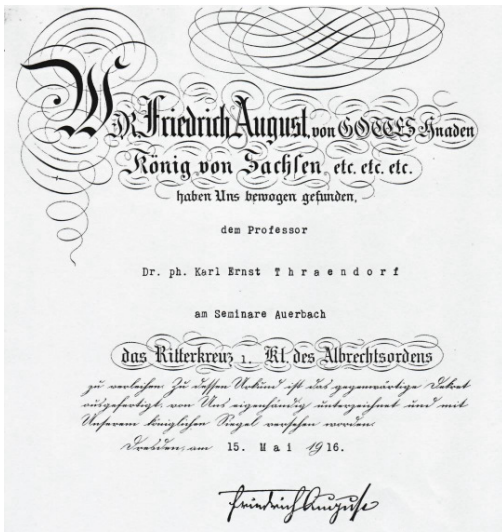 WIR Friedrich August, von GOTTES Gnaden
König von Sachsen, etc. etc. etc.
haben Uns bewogen gefunden,
dem Professor
Dr. ph. Karl Ernst Thraendorf
am Seminare Auerbach
das Ritterkreuz 1. Kl. des Albrechtsordens
zu verleihen. Zu dessen Urkund ist das gegenwärtige Dekret
ausgefertigt, von Uns eigenhändig unterzeichnet und mit
Unserem königlichen Siegel versehen worden.
Dresden, am 15. Mai 1916.
Friedrich August